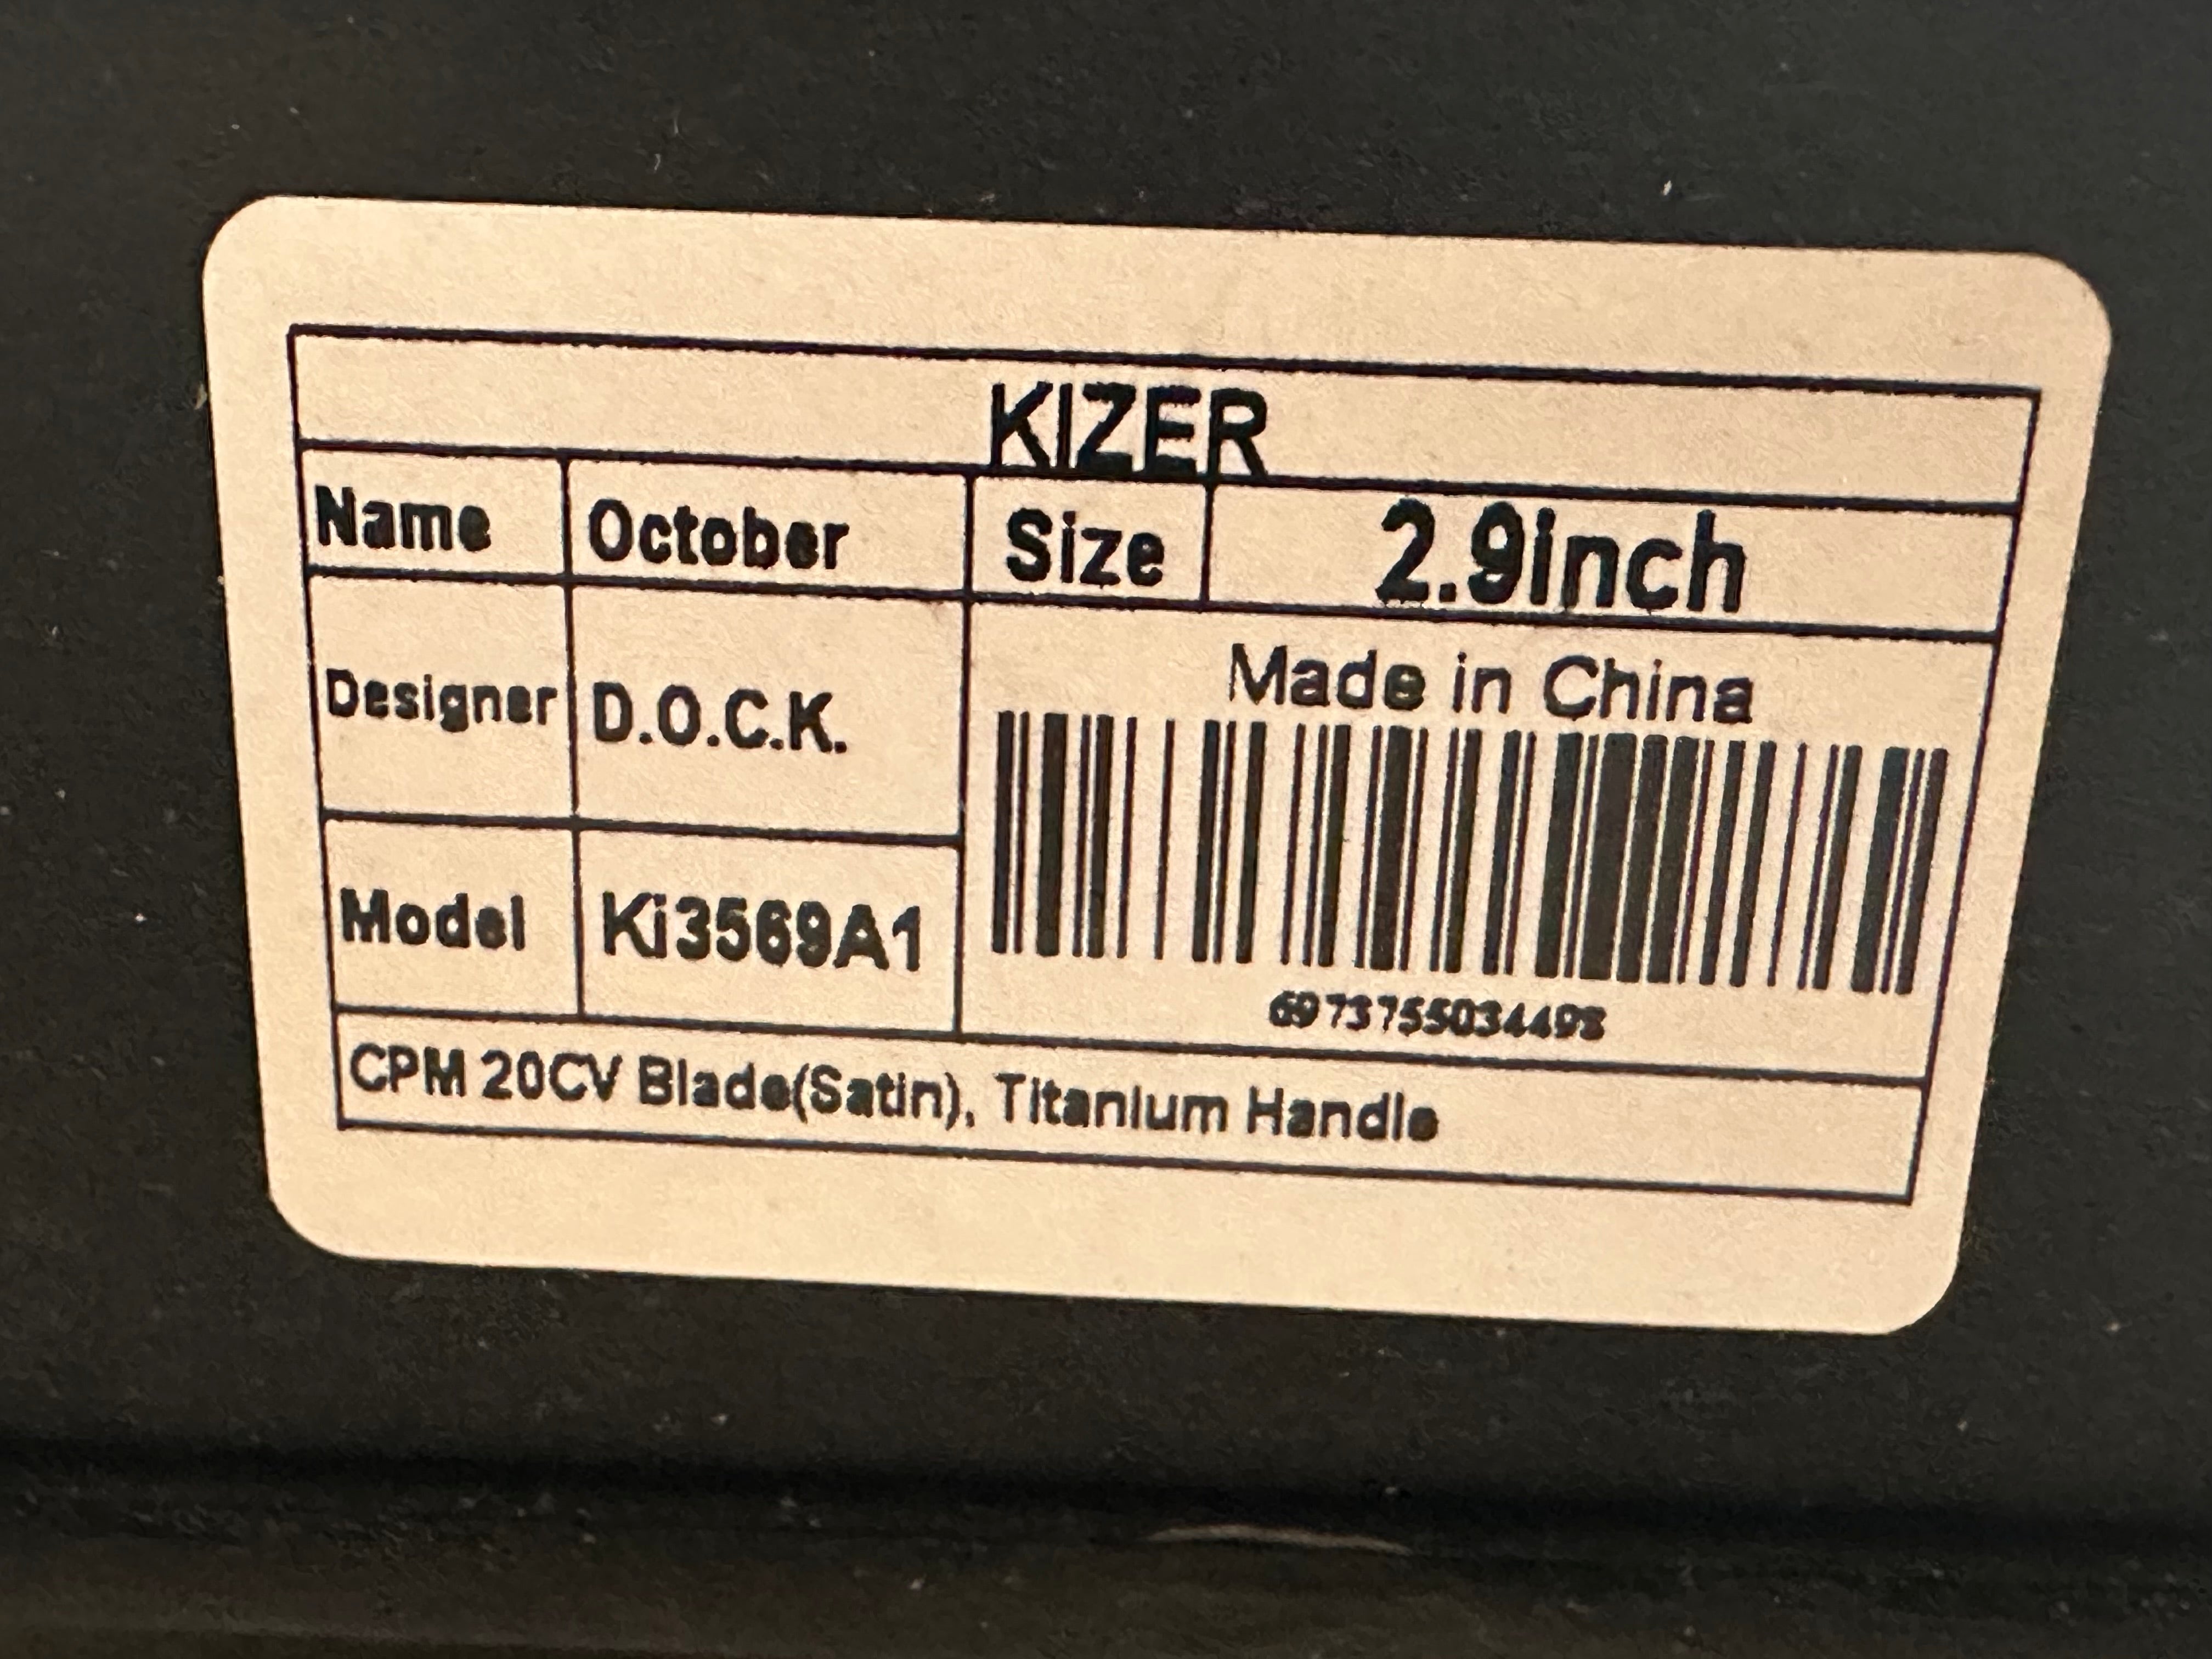 KIZER
Name October Size 2.9inch
Designer D.O.C.K. Made in China
Model Ki3569A1
6973755034498
CPM 20CV Blade(Satin), Titanium Handle